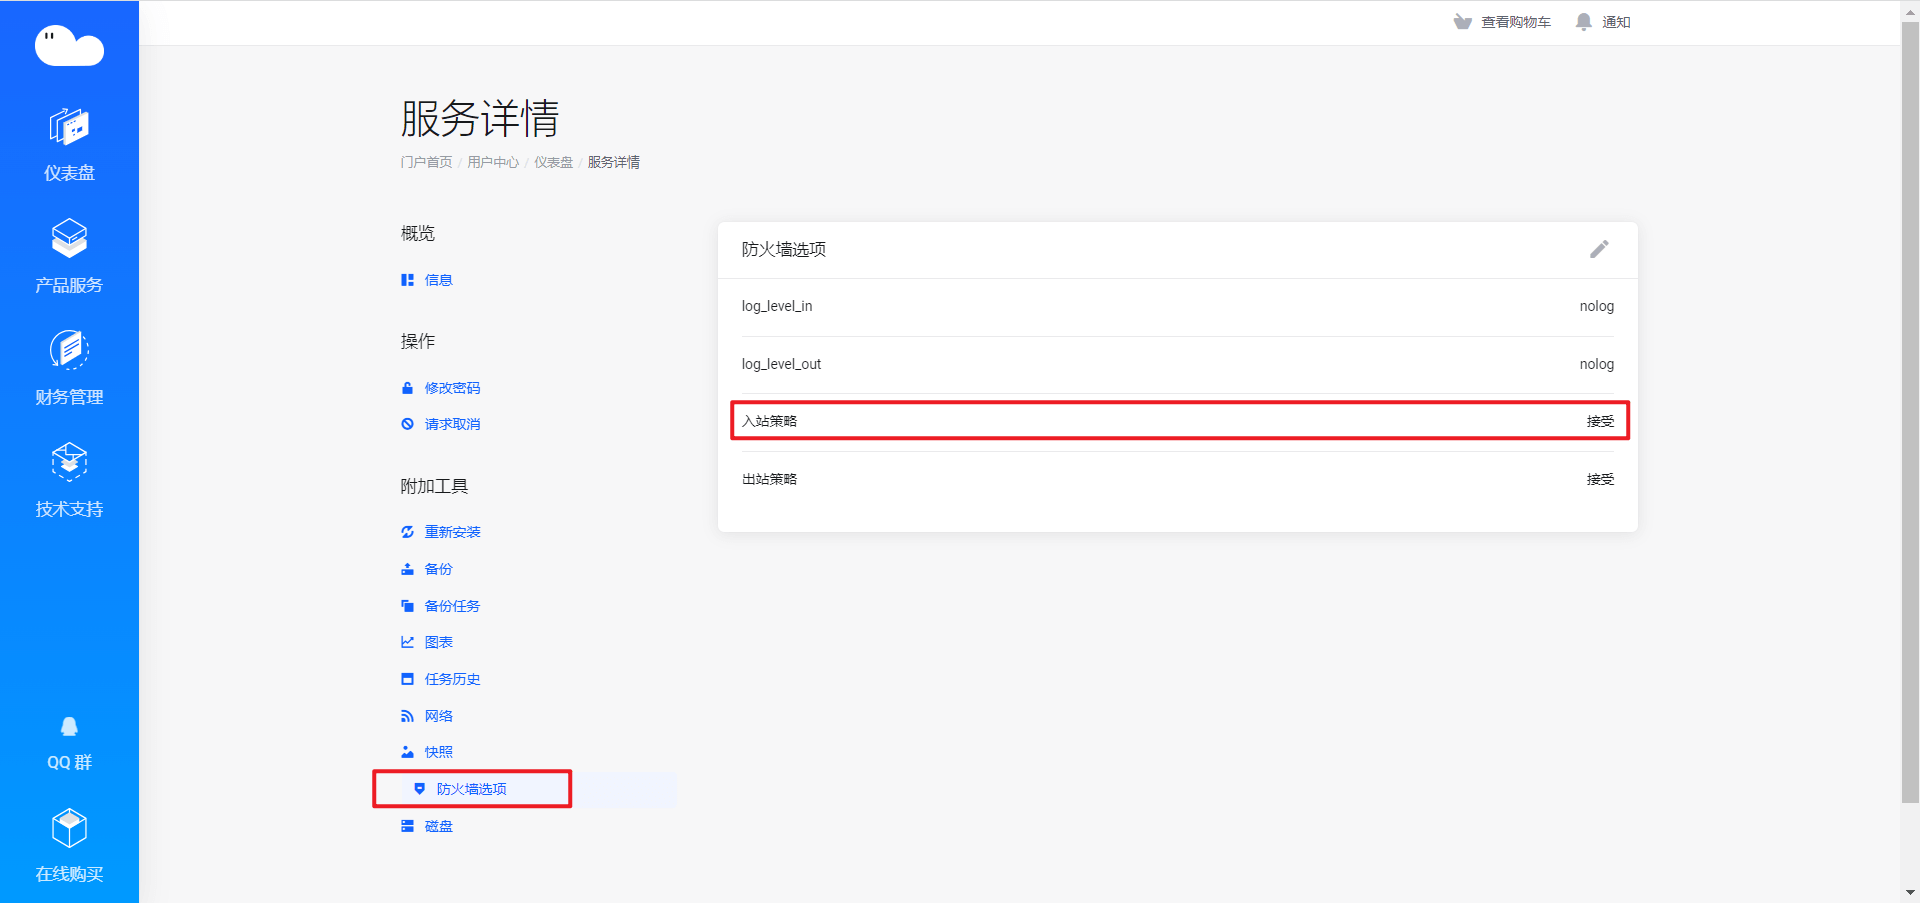 查看购物车
通知
仪表盘
产品服务
财务管理
技术支持
QQ 群
在线购买
服务详情
门户首页 / 用户中心 / 仪表盘 / 服务详情
概览
信息
操作
修改密码
请求取消
附加工具
重新安装
备份
备份任务
图表
任务历史
网络
快照
防火墙选项
磁盘
防火墙选项
log_level_in nolog
log_level_out nolog
入站策略 接受
出站策略 接受